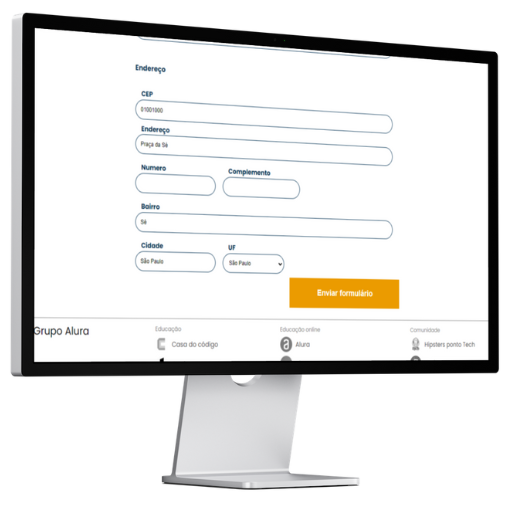 Endereço
CEP
01001000
Endereço
Praça da Sé
Numero Complemento
Bairro
Sé
Cidade UF
São Paulo São Paulo
Enviar formulário
Grupo Alura Educação Educação online Comunidade
Casa do código a Alura Hipsters ponto Tech